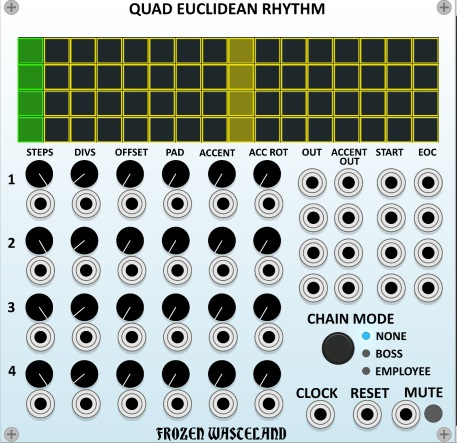 QUAD EUCLIDEAN RHYTHM
STEPS DIVS OFFSET PAD ACCENT ACC ROT OUT ACCENT OUT START EOC
1
2
3
CHAIN MODE
NONE
BOSS
4 EMPLOYEE
CLOCK RESET MUTE
FROZEN WASTELAND